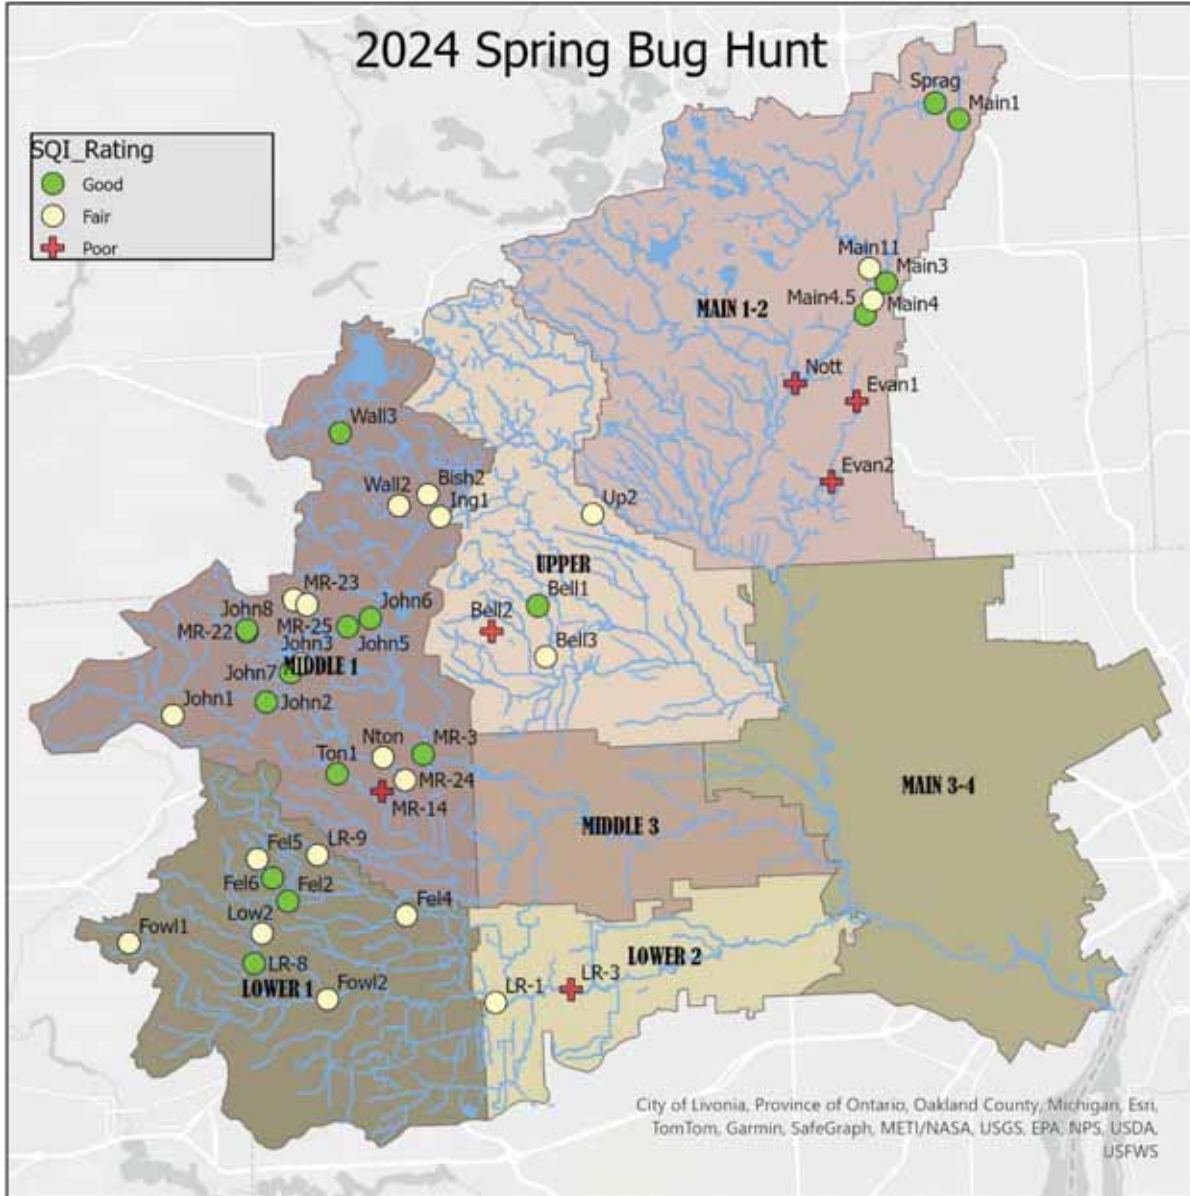 2024 Spring Bug Hunt
SQI_Rating
Good
Fair
Poor
Sprag
Main1
Main11
Main3
Main4.5
Main4
MAIN 1-2
Nott
Evan1
Evan2
Wall3
Wall2
Bish2
Ing1
Up2
UPPER
MR-23
John8
John6
MR-22
MR-25
John5
John3
MIDDLE 1
John7
John1
John2
Bell1
Bell2
Bell3
Nton
MR-3
Ton1
MR-24
MR-14
MAIN 3-4
MIDDLE 3
Fel5
LR-9
Fel6
Fel2
Fel4
Low2
Fowl1
LR-8
LOWER 1
Fowl2
LOWER 2
LR-1
LR-3
City of Livonia, Province of Ontario, Oakland County, Michigan, Esri,
TomTom, Garmin, SafeGraph, METI/NASA, USGS, EPA, NPS, USDA,
USFWS